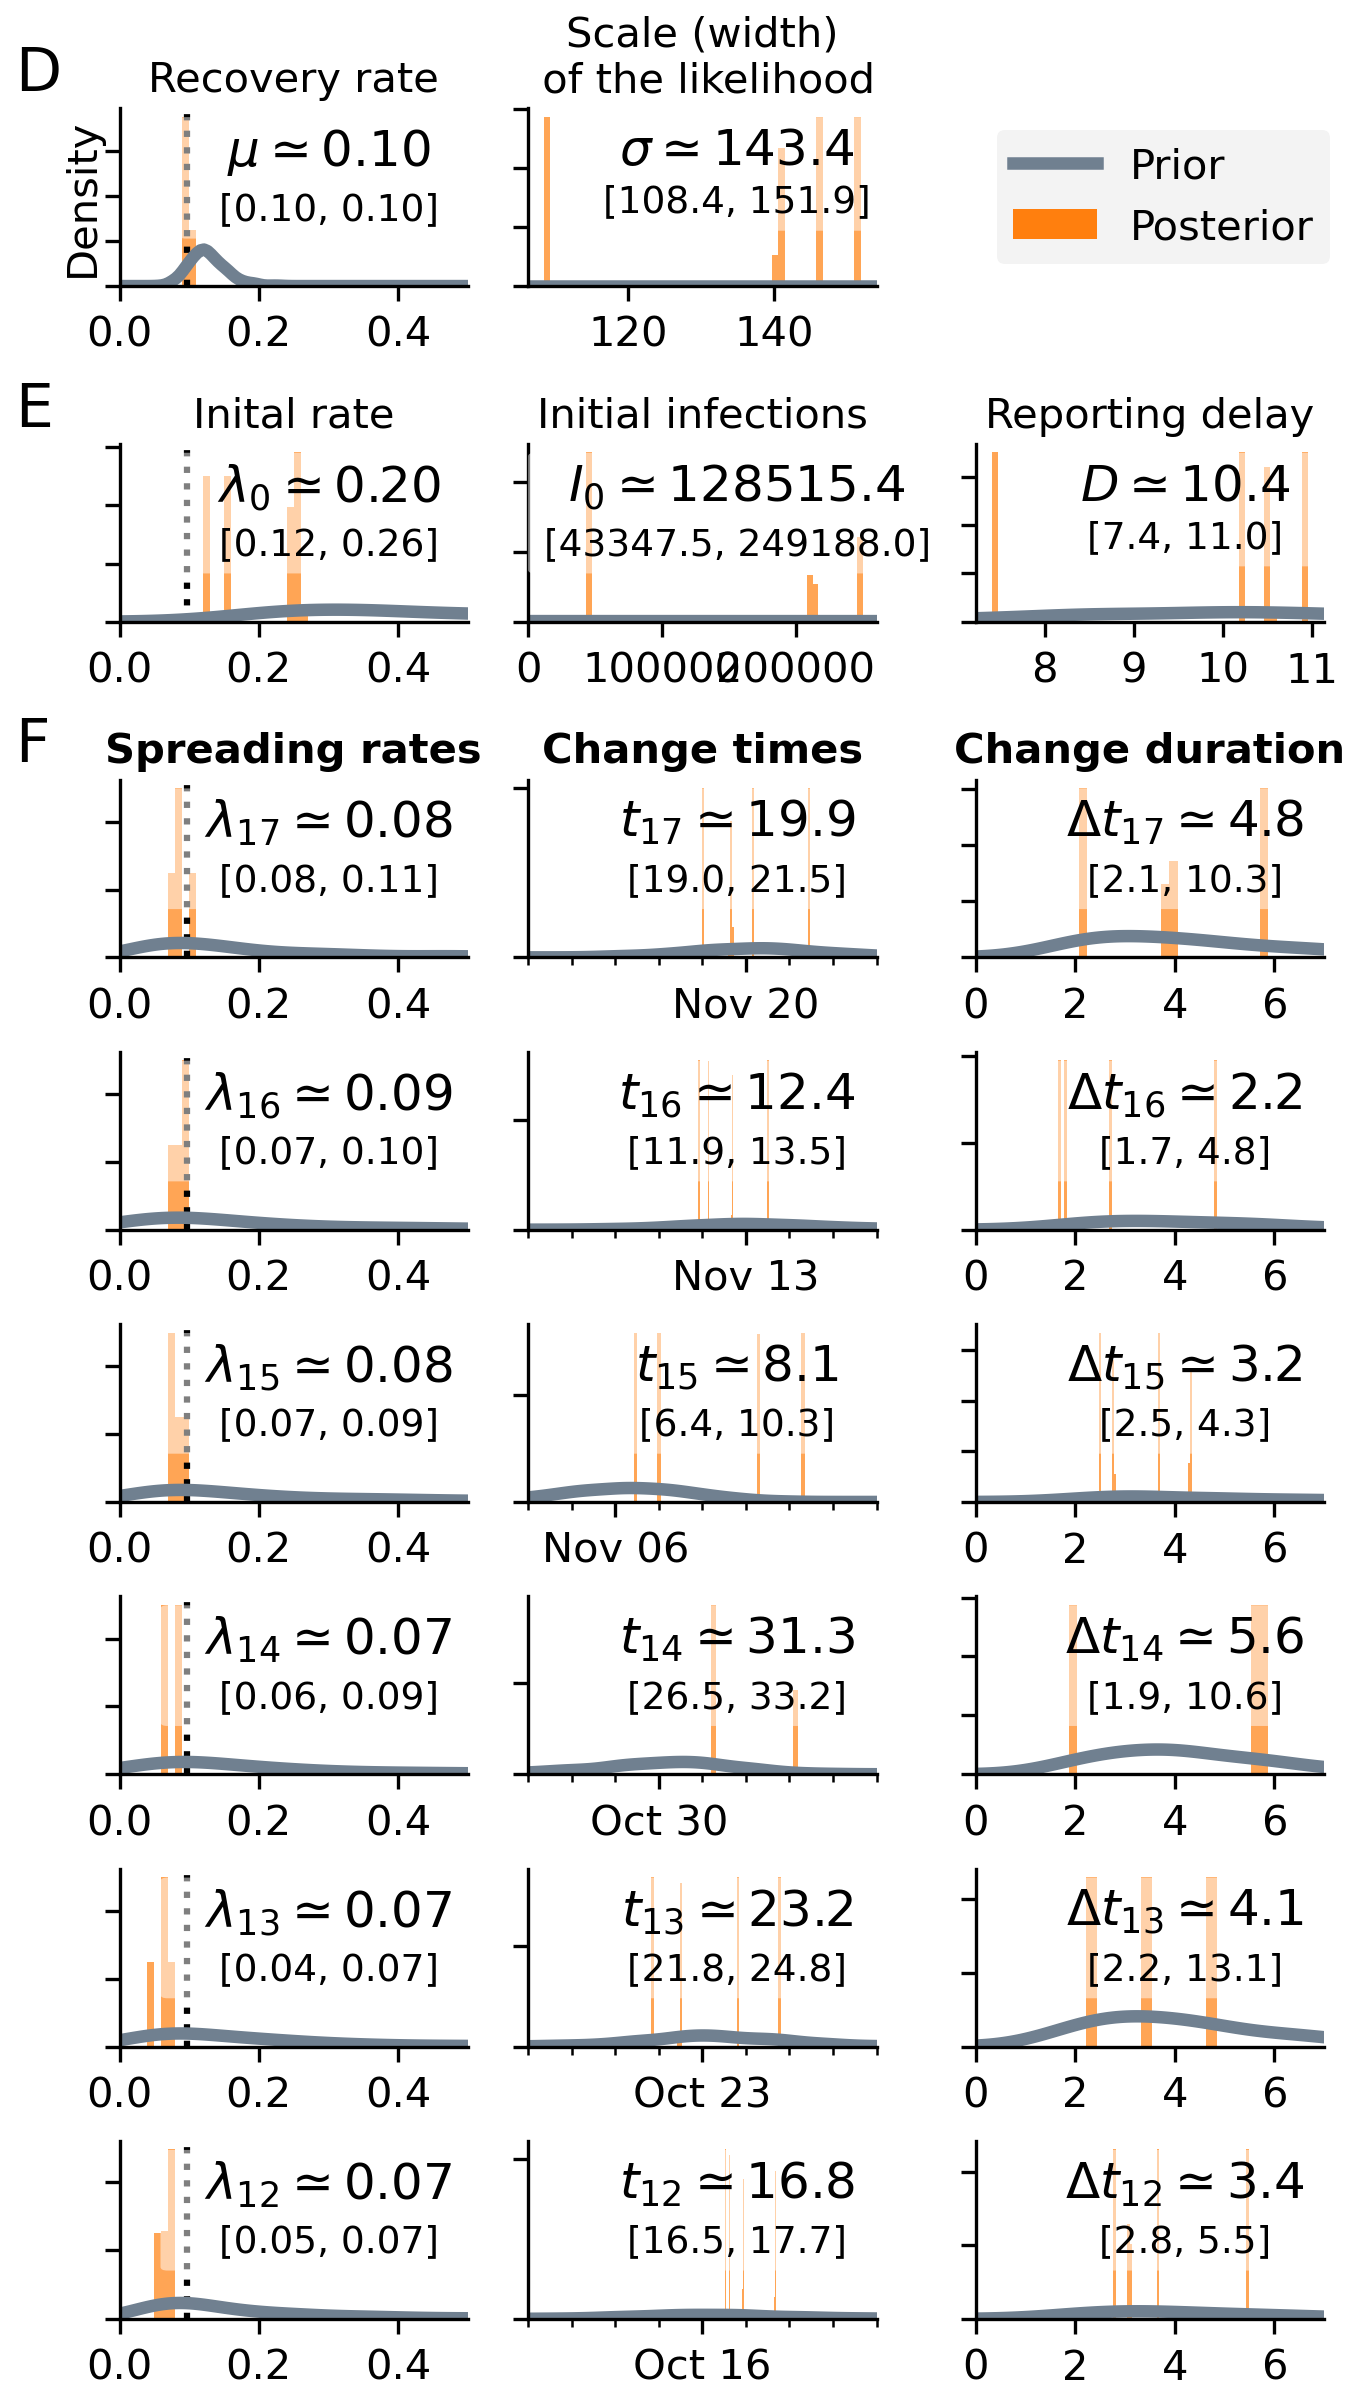 D
Recovery rate
Scale (width)
of the likelihood
Density
μ ≃ 0.10
[0.10, 0.10]
0.0 0.2 0.4
σ ≃ 143.4
[108.4, 151.9]
120 140
Prior
Posterior
E
Inital rate
λ0 ≃ 0.20
[0.12, 0.26]
0.0 0.2 0.4
Initial infections
I0 ≃ 128515.4
[43347.5, 249188.0]
0 100000 200000
Reporting delay
D ≃ 10.4
[7.4, 11.0]
8 9 10 11
F
Spreading rates
Change times
Change duration
λ17 ≃ 0.08
[0.08, 0.11]
0.0 0.2 0.4
t17 ≃ 19.9
[19.0, 21.5]
Nov 20
Δt17 ≃ 4.8
[2.1, 10.3]
0 2 4 6
λ16 ≃ 0.09
[0.07, 0.10]
0.0 0.2 0.4
t16 ≃ 12.4
[11.9, 13.5]
Nov 13
Δt16 ≃ 2.2
[1.7, 4.8]
0 2 4 6
λ15 ≃ 0.08
[0.07, 0.09]
0.0 0.2 0.4
t15 ≃ 8.1
[6.4, 10.3]
Nov 06
Δt15 ≃ 3.2
[2.5, 4.3]
0 2 4 6
λ14 ≃ 0.07
[0.06, 0.09]
0.0 0.2 0.4
t14 ≃ 31.3
[26.5, 33.2]
Oct 30
Δt14 ≃ 5.6
[1.9, 10.6]
0 2 4 6
λ13 ≃ 0.07
[0.04, 0.07]
0.0 0.2 0.4
t13 ≃ 23.2
[21.8, 24.8]
Oct 23
Δt13 ≃ 4.1
[2.2, 13.1]
0 2 4 6
λ12 ≃ 0.07
[0.05, 0.07]
0.0 0.2 0.4
t12 ≃ 16.8
[16.5, 17.7]
Oct 16
Δt12 ≃ 3.4
[2.8, 5.5]
0 2 4 6